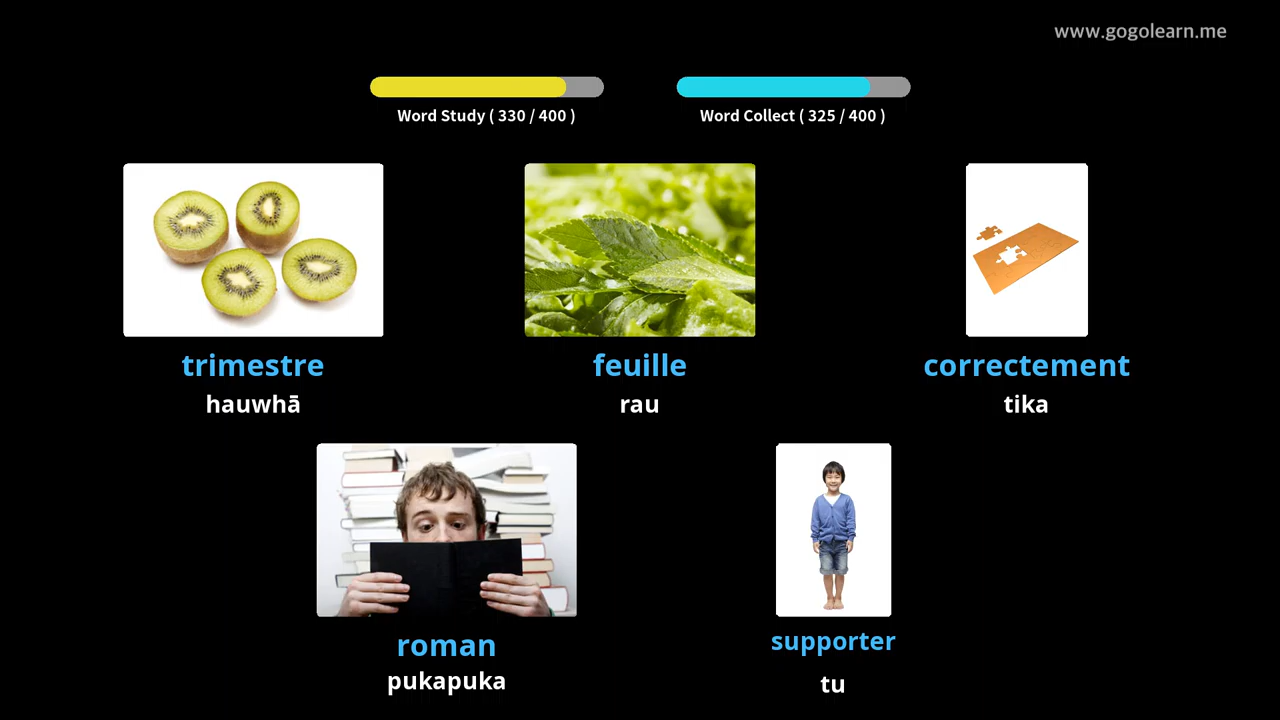 www.gogolearn.me
Word Study ( 330 / 400 )
Word Collect ( 325 / 400 )
trimestre
hauwhā
feuille
rau
correctement
tika
roman
pukapuka
supporter
tu